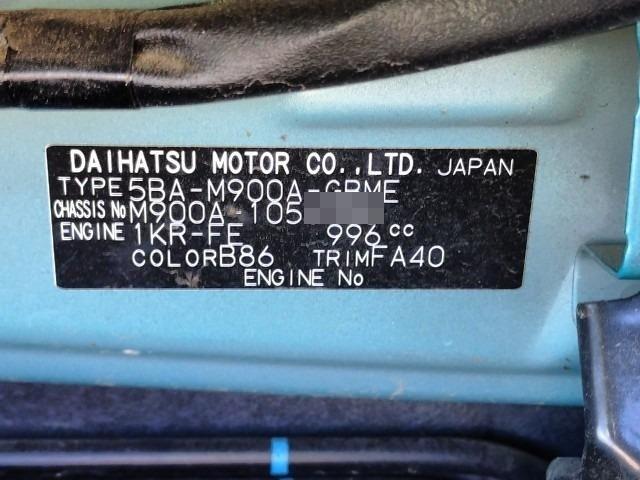 DAIHATSU MOTOR CO.,LTD. JAPAN
TYPE 5BA-M900A-GBME
CHASSIS No M900A-105
ENGINE 1KR-FE 996cc
COLOR B86 TRIM FA40
ENGINE No